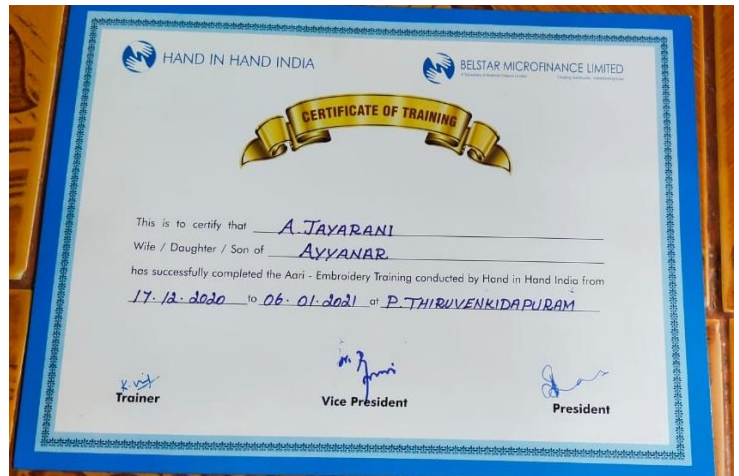 HAND IN HAND INDIA
BELSTAR MICROFINANCE LIMITED
CERTIFICATE OF TRAINING
This is to certify that A. JAYARANI
Wife / Daughter / Son of AYYANAR
has successfully completed the Aari - Embroidery Training conducted by Hand in Hand India from
17.12.2020 to 06.01.2021 at P. THIRUVENKIDAPURAM
Trainer
Vice President
President